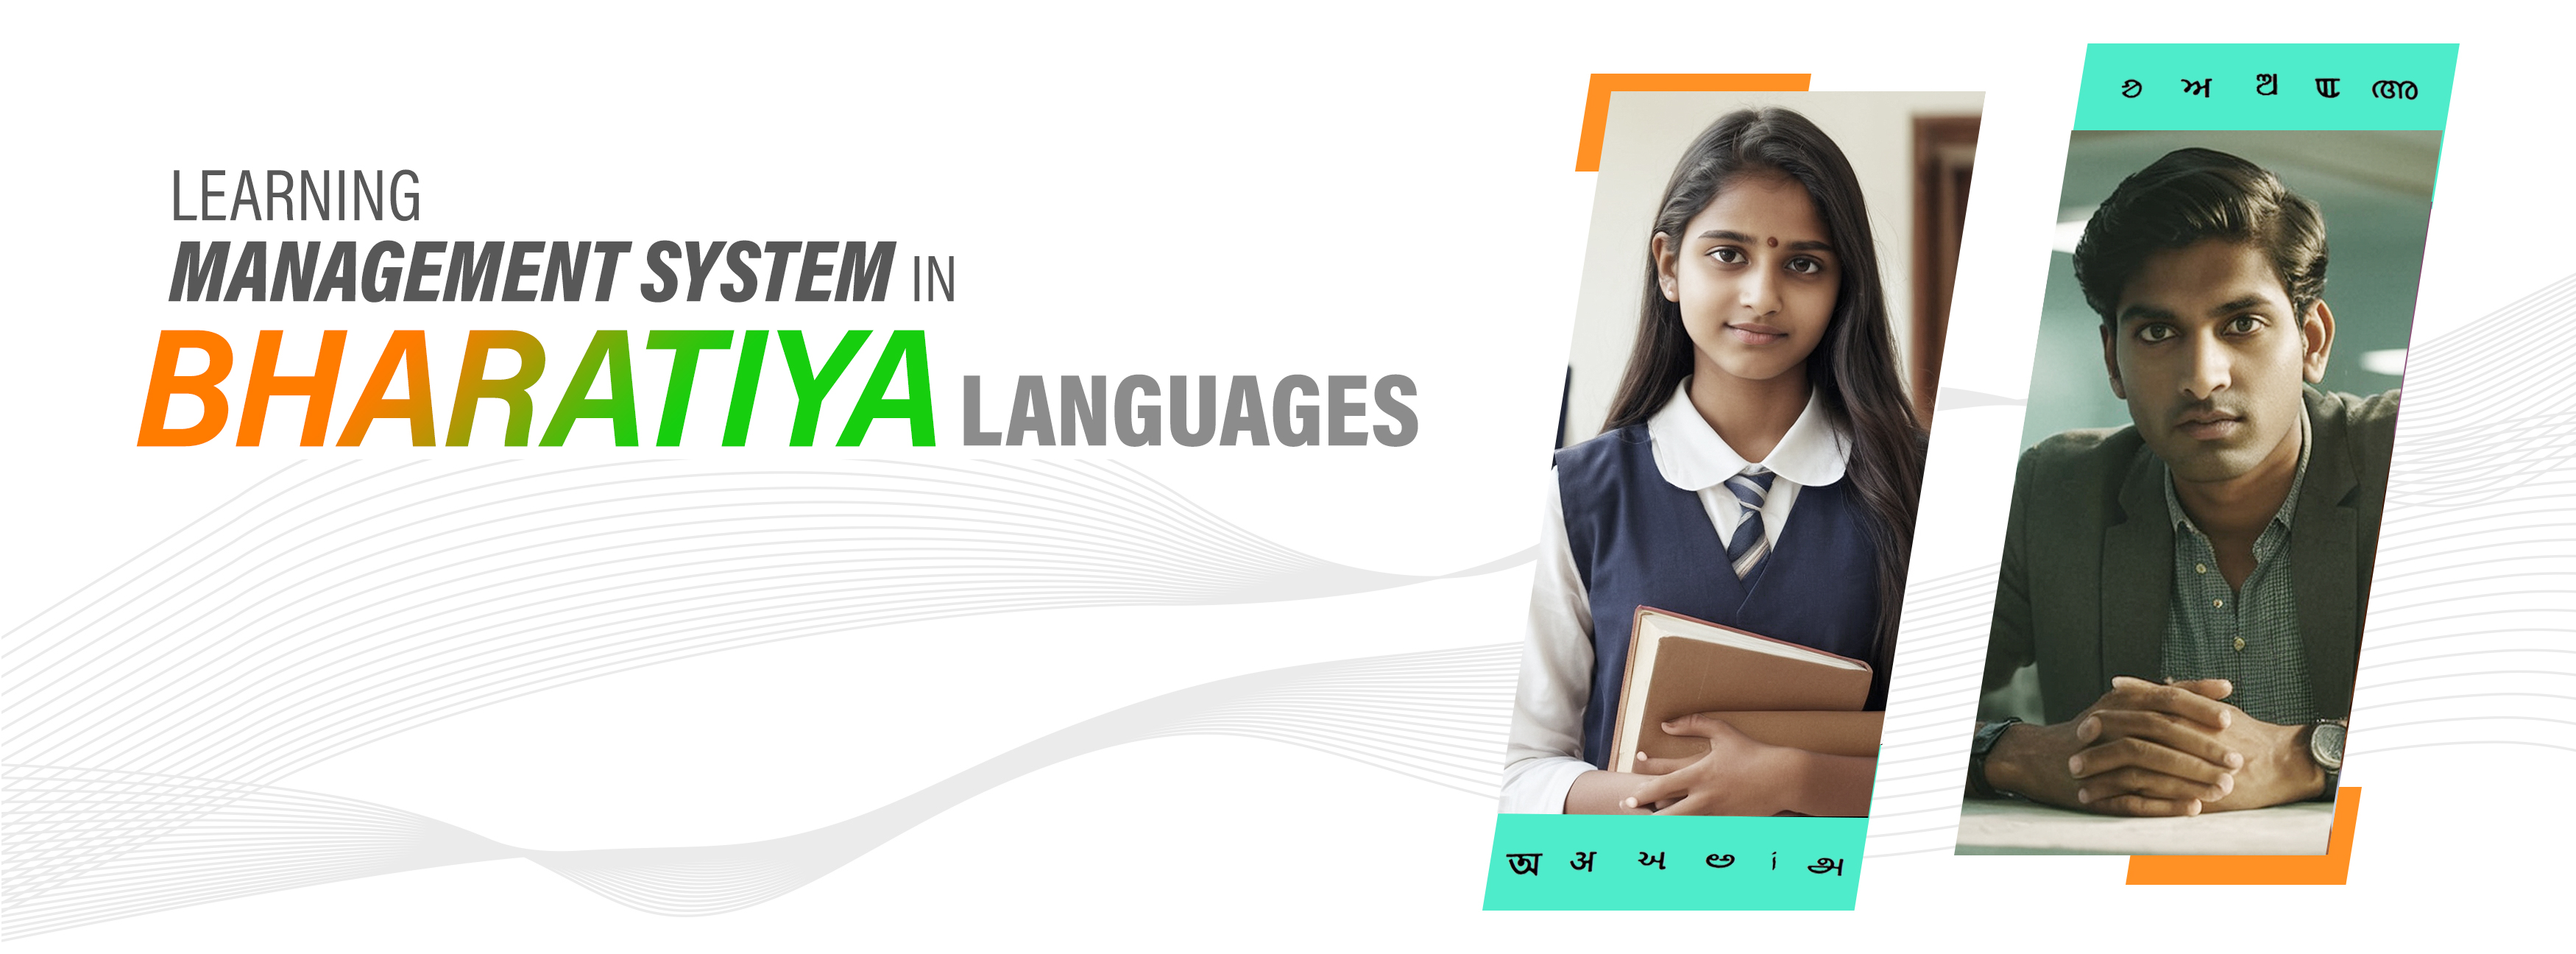 LEARNING
MANAGEMENT SYSTEM IN
BHARATIYA LANGUAGES
অ अ અ అ i அ
ଅ അ